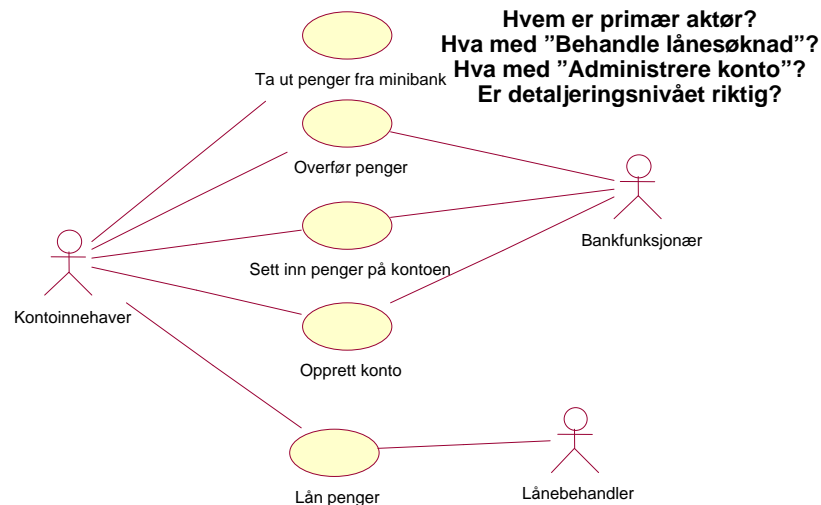 Hvem er primær aktør?
Hva med ”Behandle lånesøknad”?
Hva med ”Administrere konto”?
Er detaljeringsnivået riktig?
Ta ut penger fra minibank
Overfør penger
Bankfunksjonær
Sett inn penger på kontoen
Kontoinnehaver
Opprett konto
Lån penger
Lånebehandler